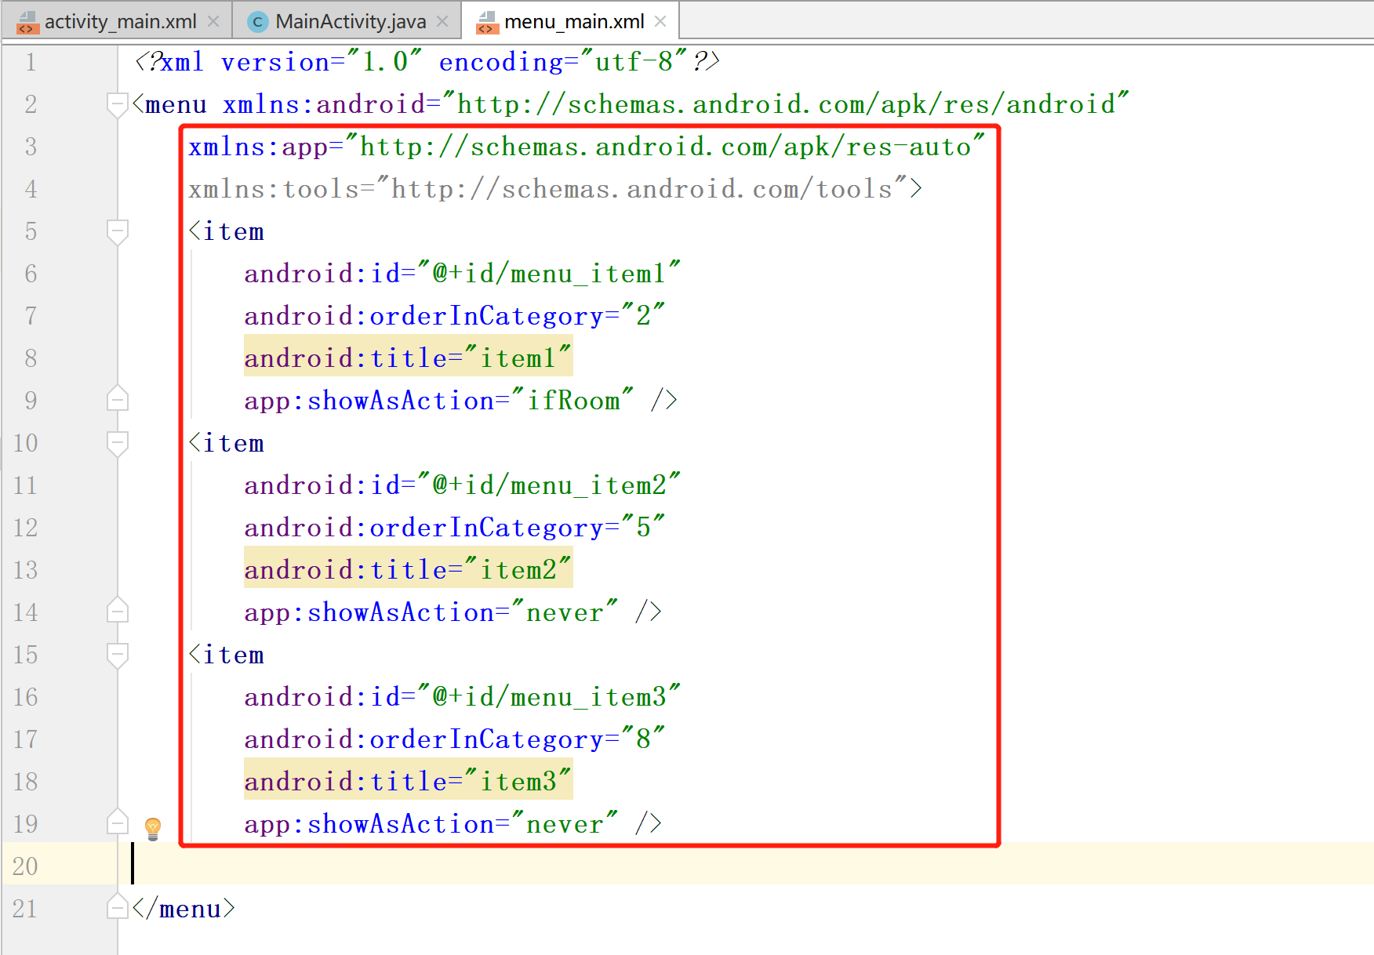 activity_main.xml
MainActivity.java
menu_main.xml
1 <?xml version="1.0" encoding="utf-8"?>
2 <menu xmlns:android="http://schemas.android.com/apk/res/android"
3 xmlns:app="http://schemas.android.com/apk/res-auto"
4 xmlns:tools="http://schemas.android.com/tools">
5 <item
6 android:id="@+id/menu_item1"
7 android:orderInCategory="2"
8 android:title="item1"
9 app:showAsAction="ifRoom" />
10 <item
11 android:id="@+id/menu_item2"
12 android:orderInCategory="5"
13 android:title="item2"
14 app:showAsAction="never" />
15 <item
16 android:id="@+id/menu_item3"
17 android:orderInCategory="8"
18 android:title="item3"
19 app:showAsAction="never" />
20
21 </menu>